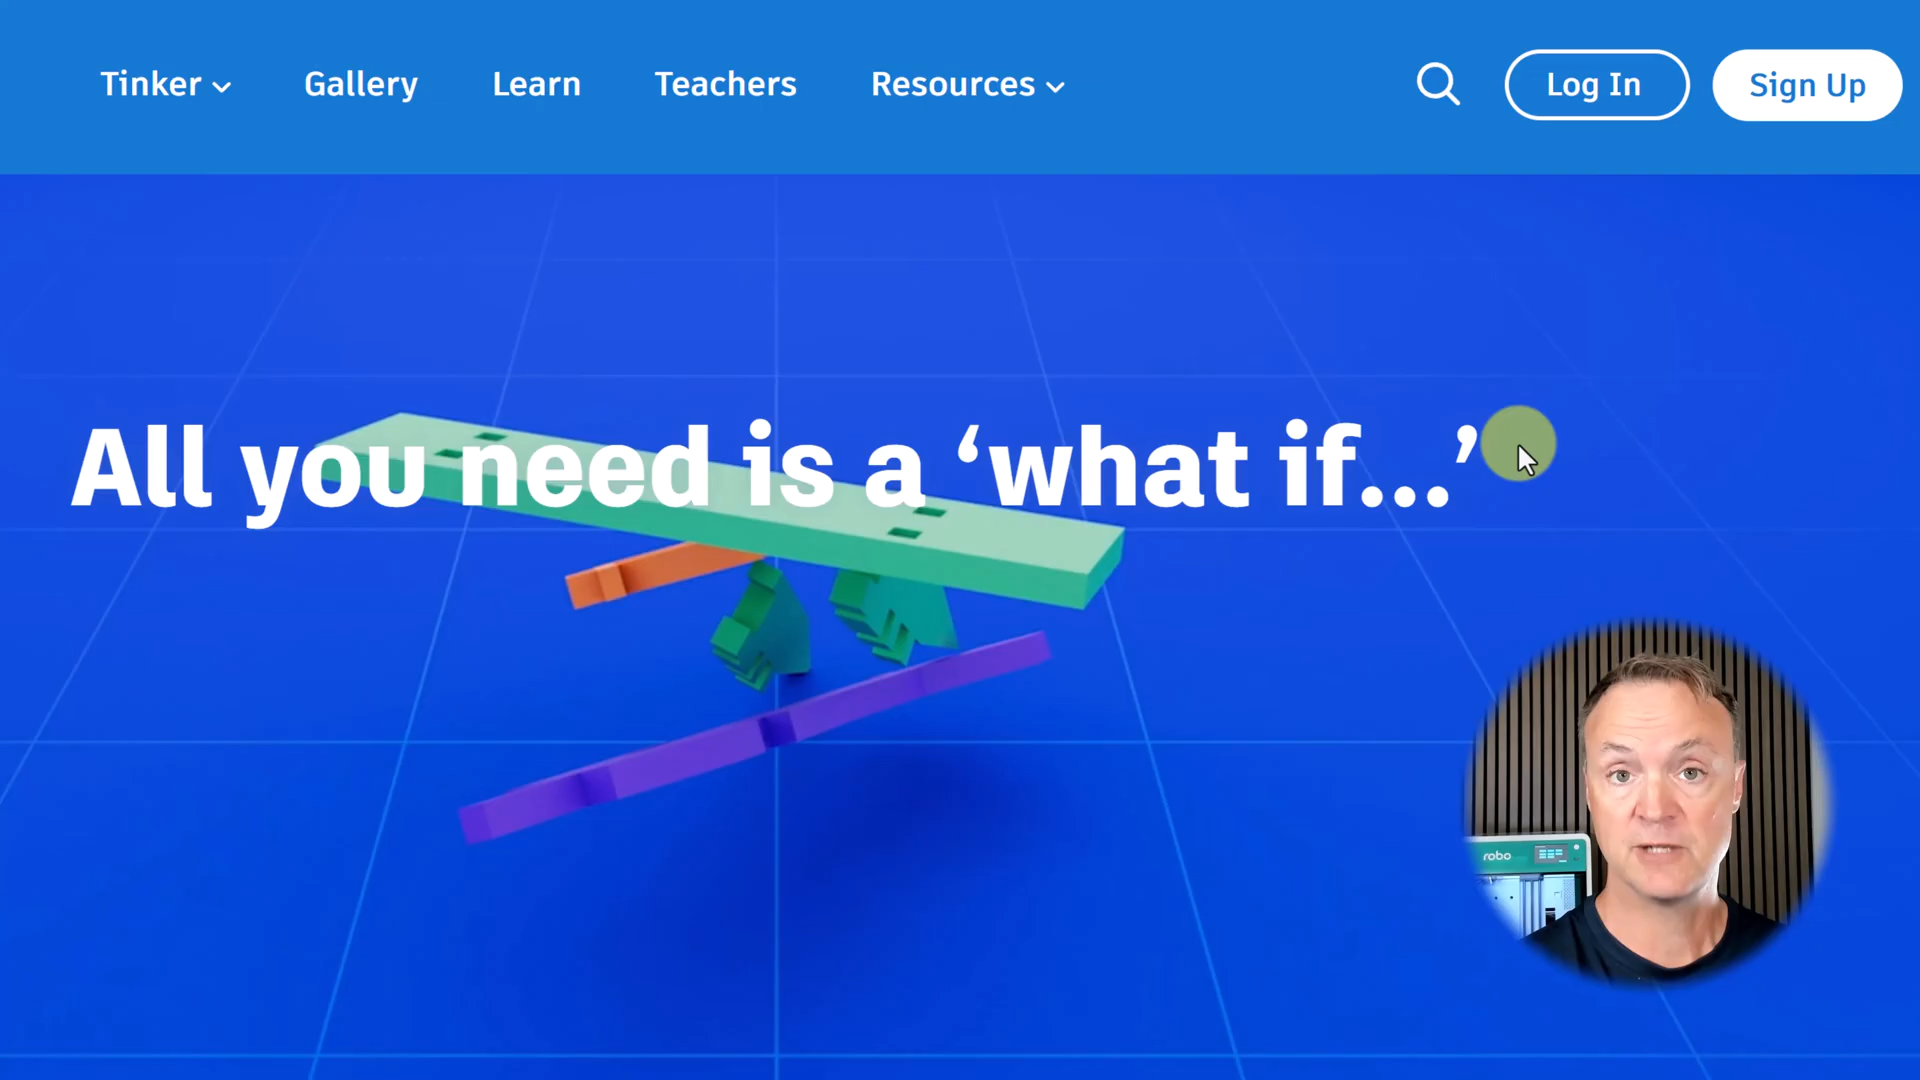 Tinker Gallery Learn Teachers Resources Log In Sign Up
All you need is a ‘what if...’
robo